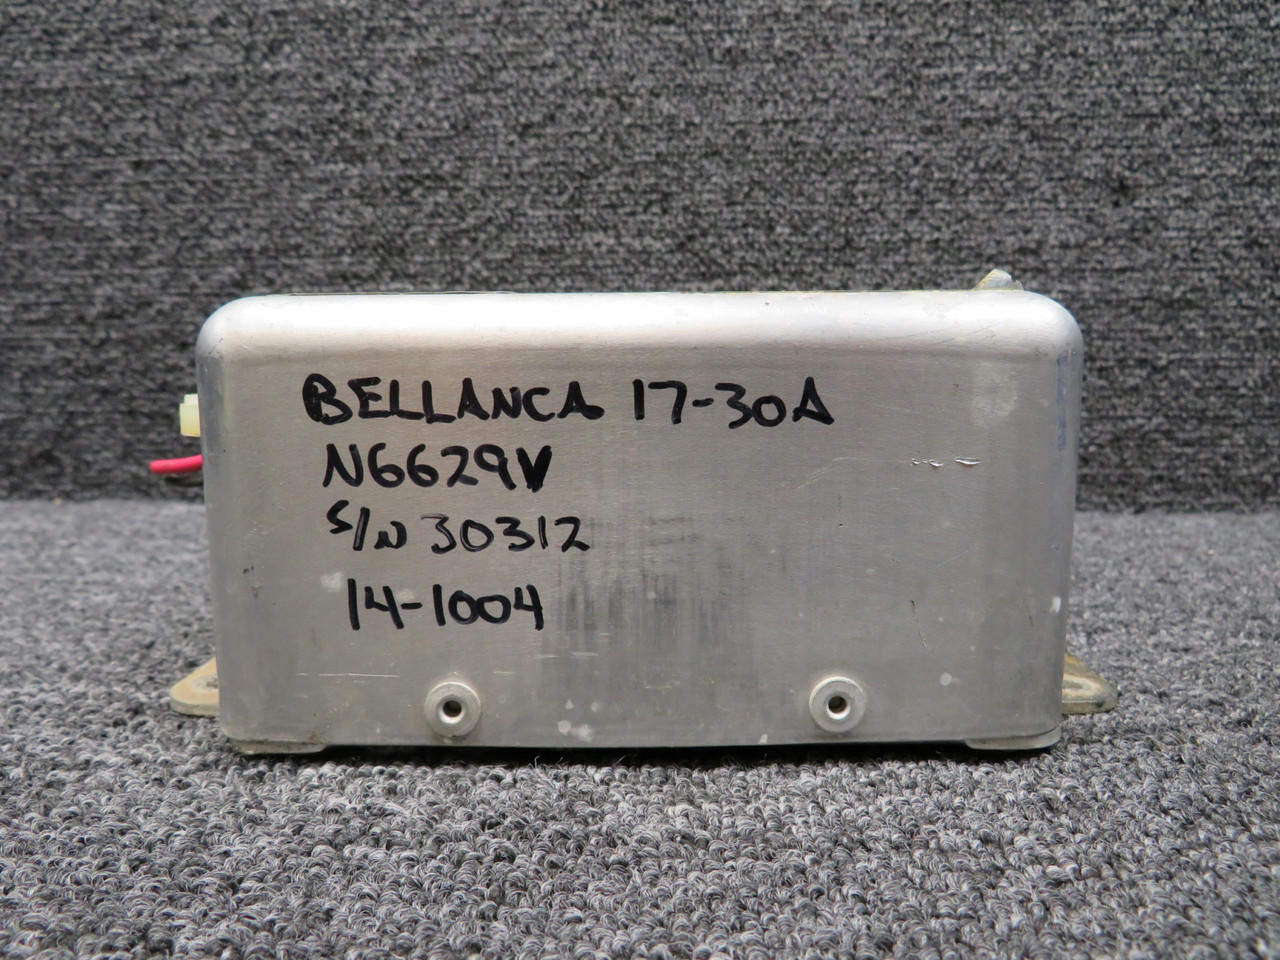 BELLANCA 17-30A
N6629V
S/N 30312
14-1004